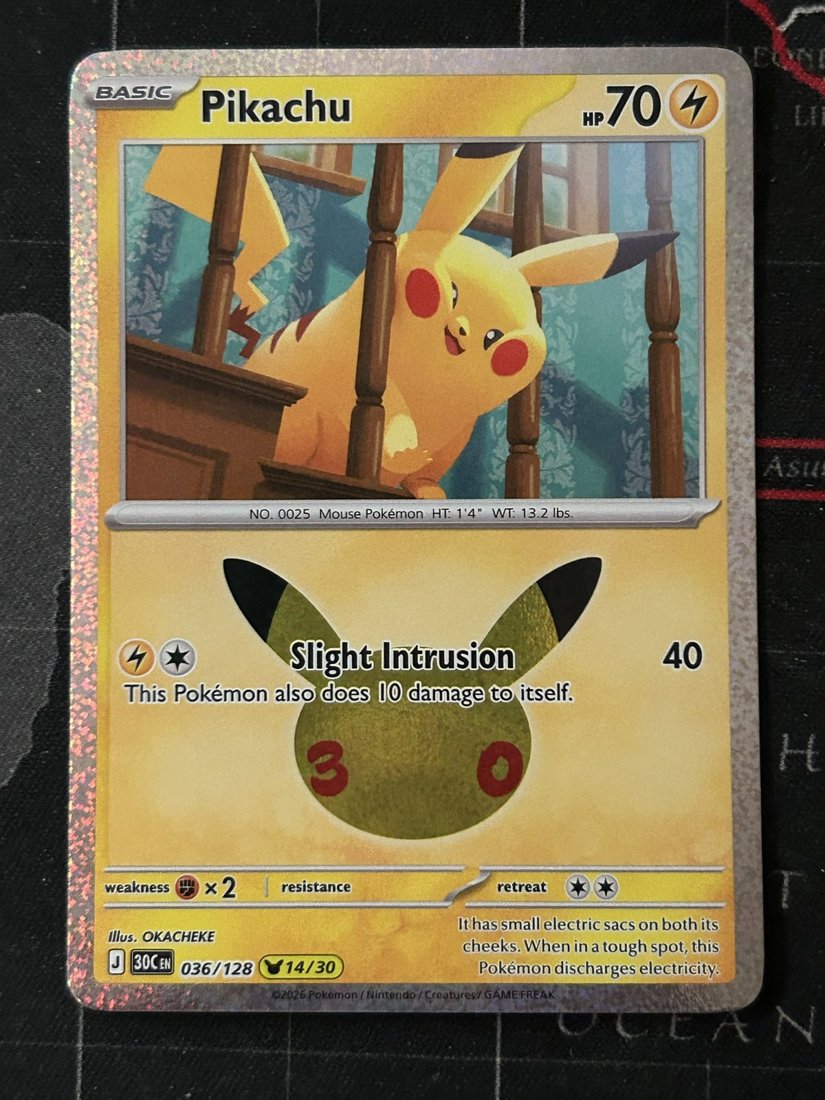 BASIC Pikachu HP 70
NO. 0025 Mouse Pokémon HT: 1'4" WT: 13.2 lbs.
Slight Intrusion 40
This Pokémon also does 10 damage to itself.
3 0
weakness ×2 resistance retreat
Illus. OKACHEKE
It has small electric sacs on both its
cheeks. When in a tough spot, this
Pokémon discharges electricity.
J 30C EN 036/128 14/30
©2026 Pokémon / Nintendo / Creatures / GAME FREAK
H
T
OCEAN